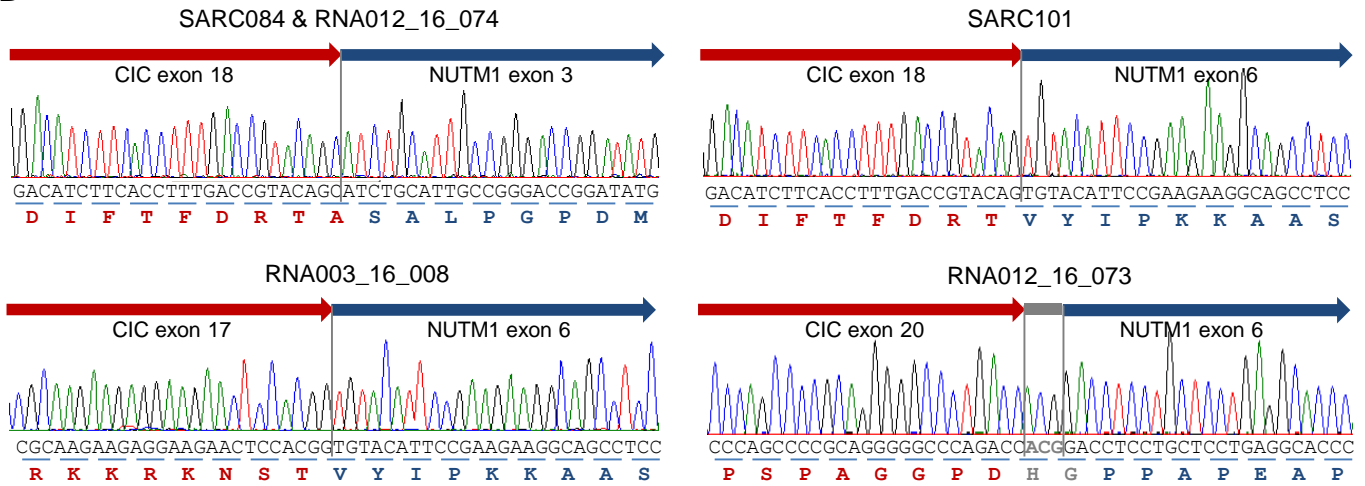 SARC084 & RNA012_16_074
CIC exon 18
NUTM1 exon 3
GACATCTTCACCTTTGACCGTACAGCATCTGCATTGCCGGGACCGGATATG
D I F T F D R T A S A L P G P D M
SARC101
CIC exon 18
NUTM1 exon 6
GACATCTTCACCTTTGACCGTACAGTGTACATTCCGAAGAAGGCAGCCTCC
D I F T F D R T V Y I P K K A A S
RNA003_16_008
CIC exon 17
NUTM1 exon 6
CGCAAGAAGAGGAAGAACTCCACGGTGTACATTCCGAAGAAGGCAGCCTCC
R K K R K N S T V Y I P K K A A S
RNA012_16_073
CIC exon 20
NUTM1 exon 6
CCCAGCCCCGCAGGGGGCCCAGACCACGGACCTCCTGCTCCTGAGGCACCC
P S P A G G P D H G P P A P E A P